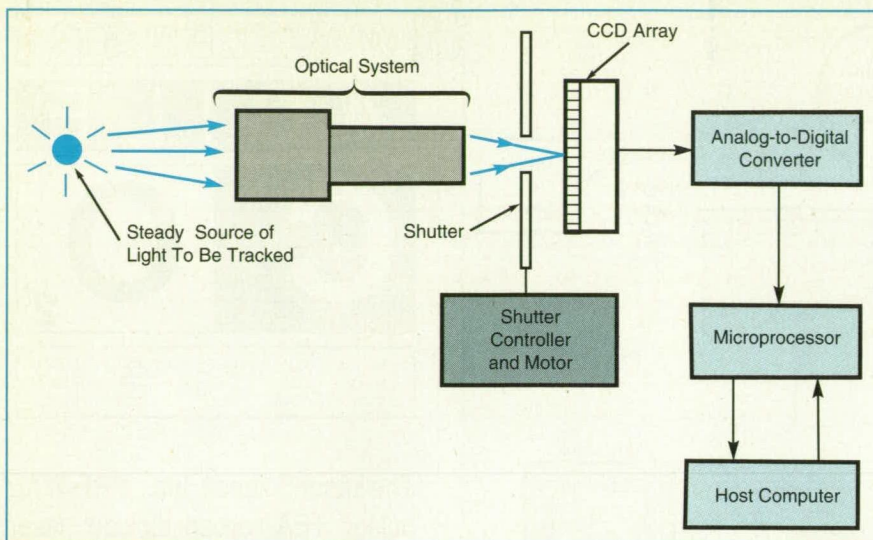 CCD Array
Optical System
Analog-to-Digital
Converter
Steady Source of
Light To Be Tracked
Shutter
Shutter
Controller
and Motor
Microprocessor
Host Computer